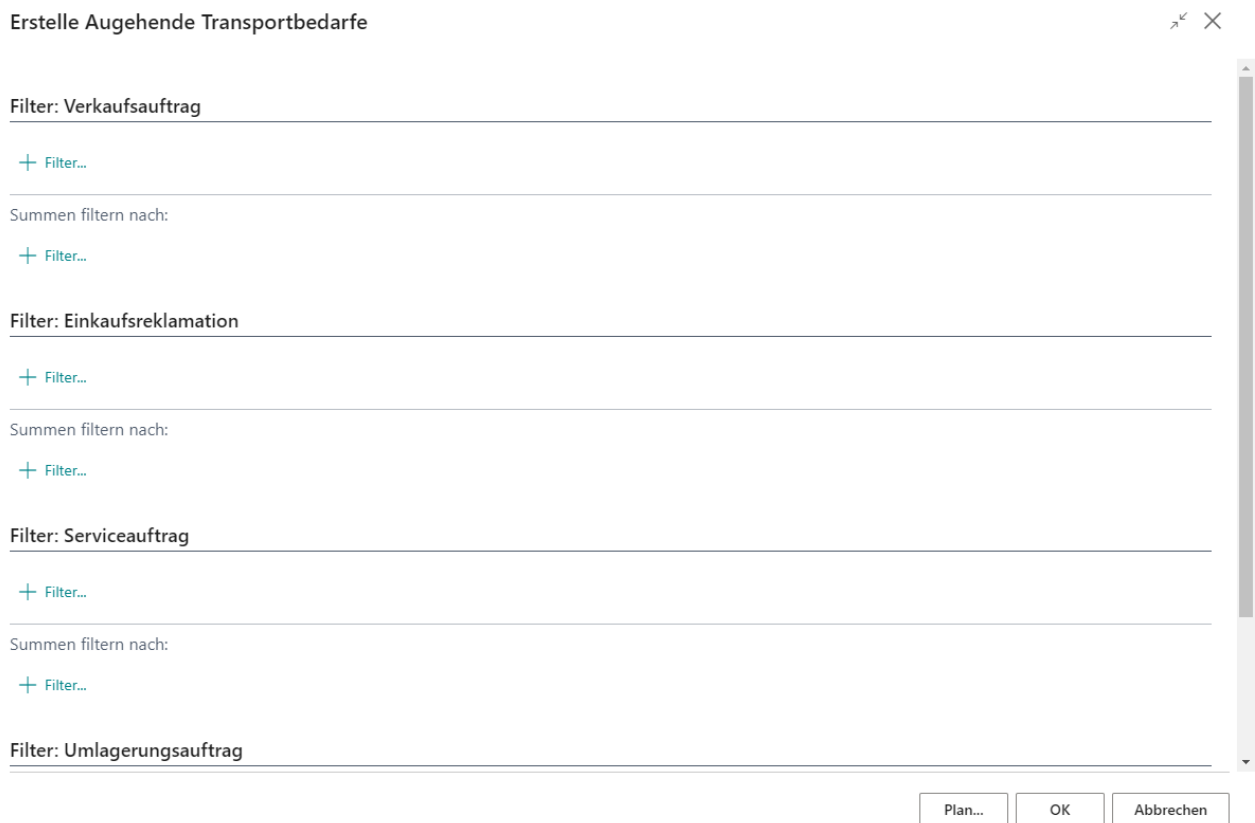 Erstelle Augehende Transportbedarfe
Filter: Verkaufsauftrag
Filter...
Summen filtern nach:
Filter...
Filter: Einkaufsreklamation
Filter...
Summen filtern nach:
Filter...
Filter: Serviceauftrag
Filter...
Summen filtern nach:
Filter...
Filter: Umlagerungsauftrag
Plan... OK Abbrechen